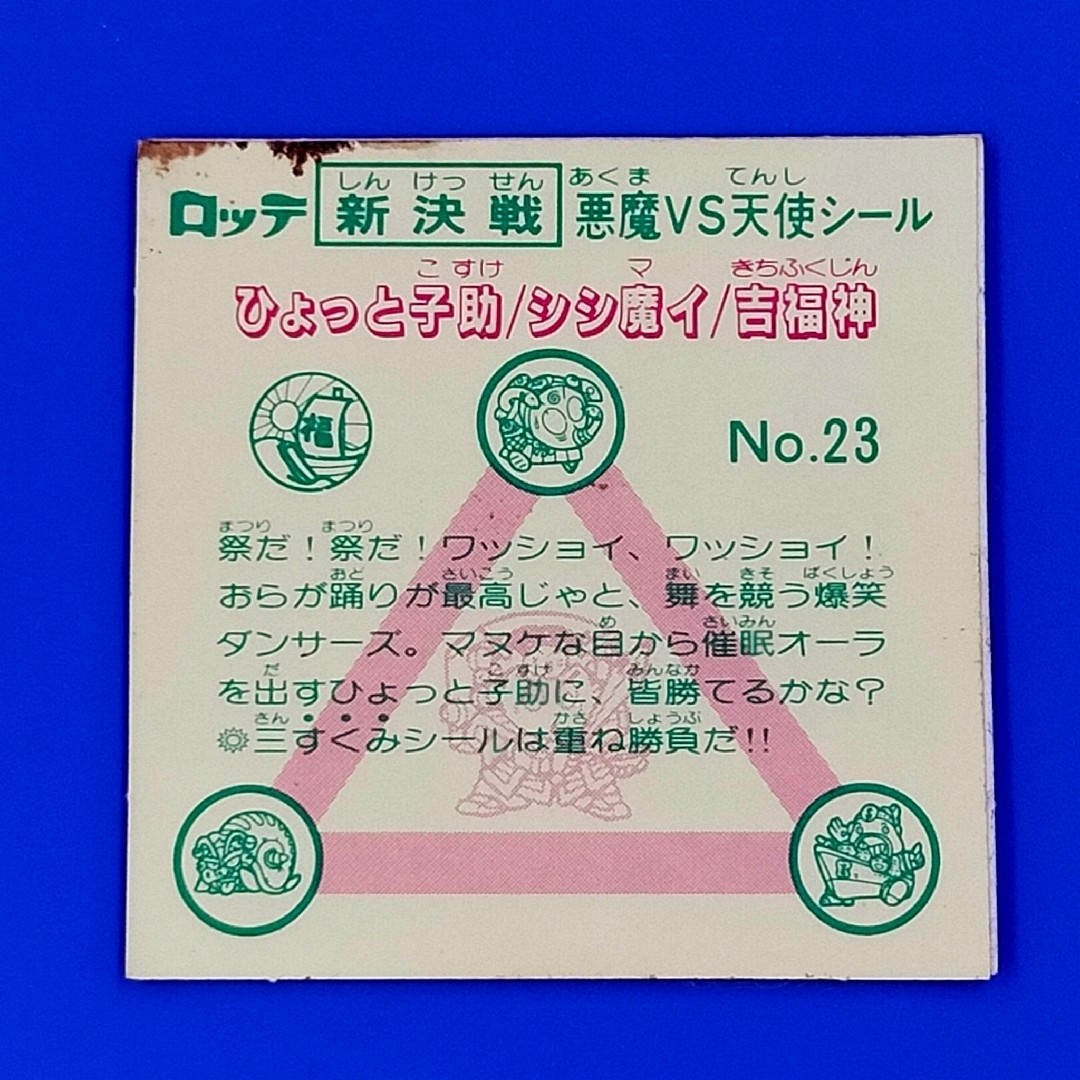 しん けっ せん あくま てんし
ロッテ 新決戦 悪魔VS天使シール
こ すけ マ きちふくじん
ひょっと子助/シシ魔イ/吉福神
福
No.23
まつり まつり
祭だ！祭だ！ワッショイ、ワッショイ！
おど さいこう まい きそ ばくしょう
おらが踊りが最高じゃと、舞を競う爆笑
め さいみん
ダンサーズ。マヌケな目から催眠オーラ
だ こ すけ みんなか
を出すひょっと子助に、皆勝てるかな？
さん かさ しょうぶ
三すくみシールは重ね勝負だ!!